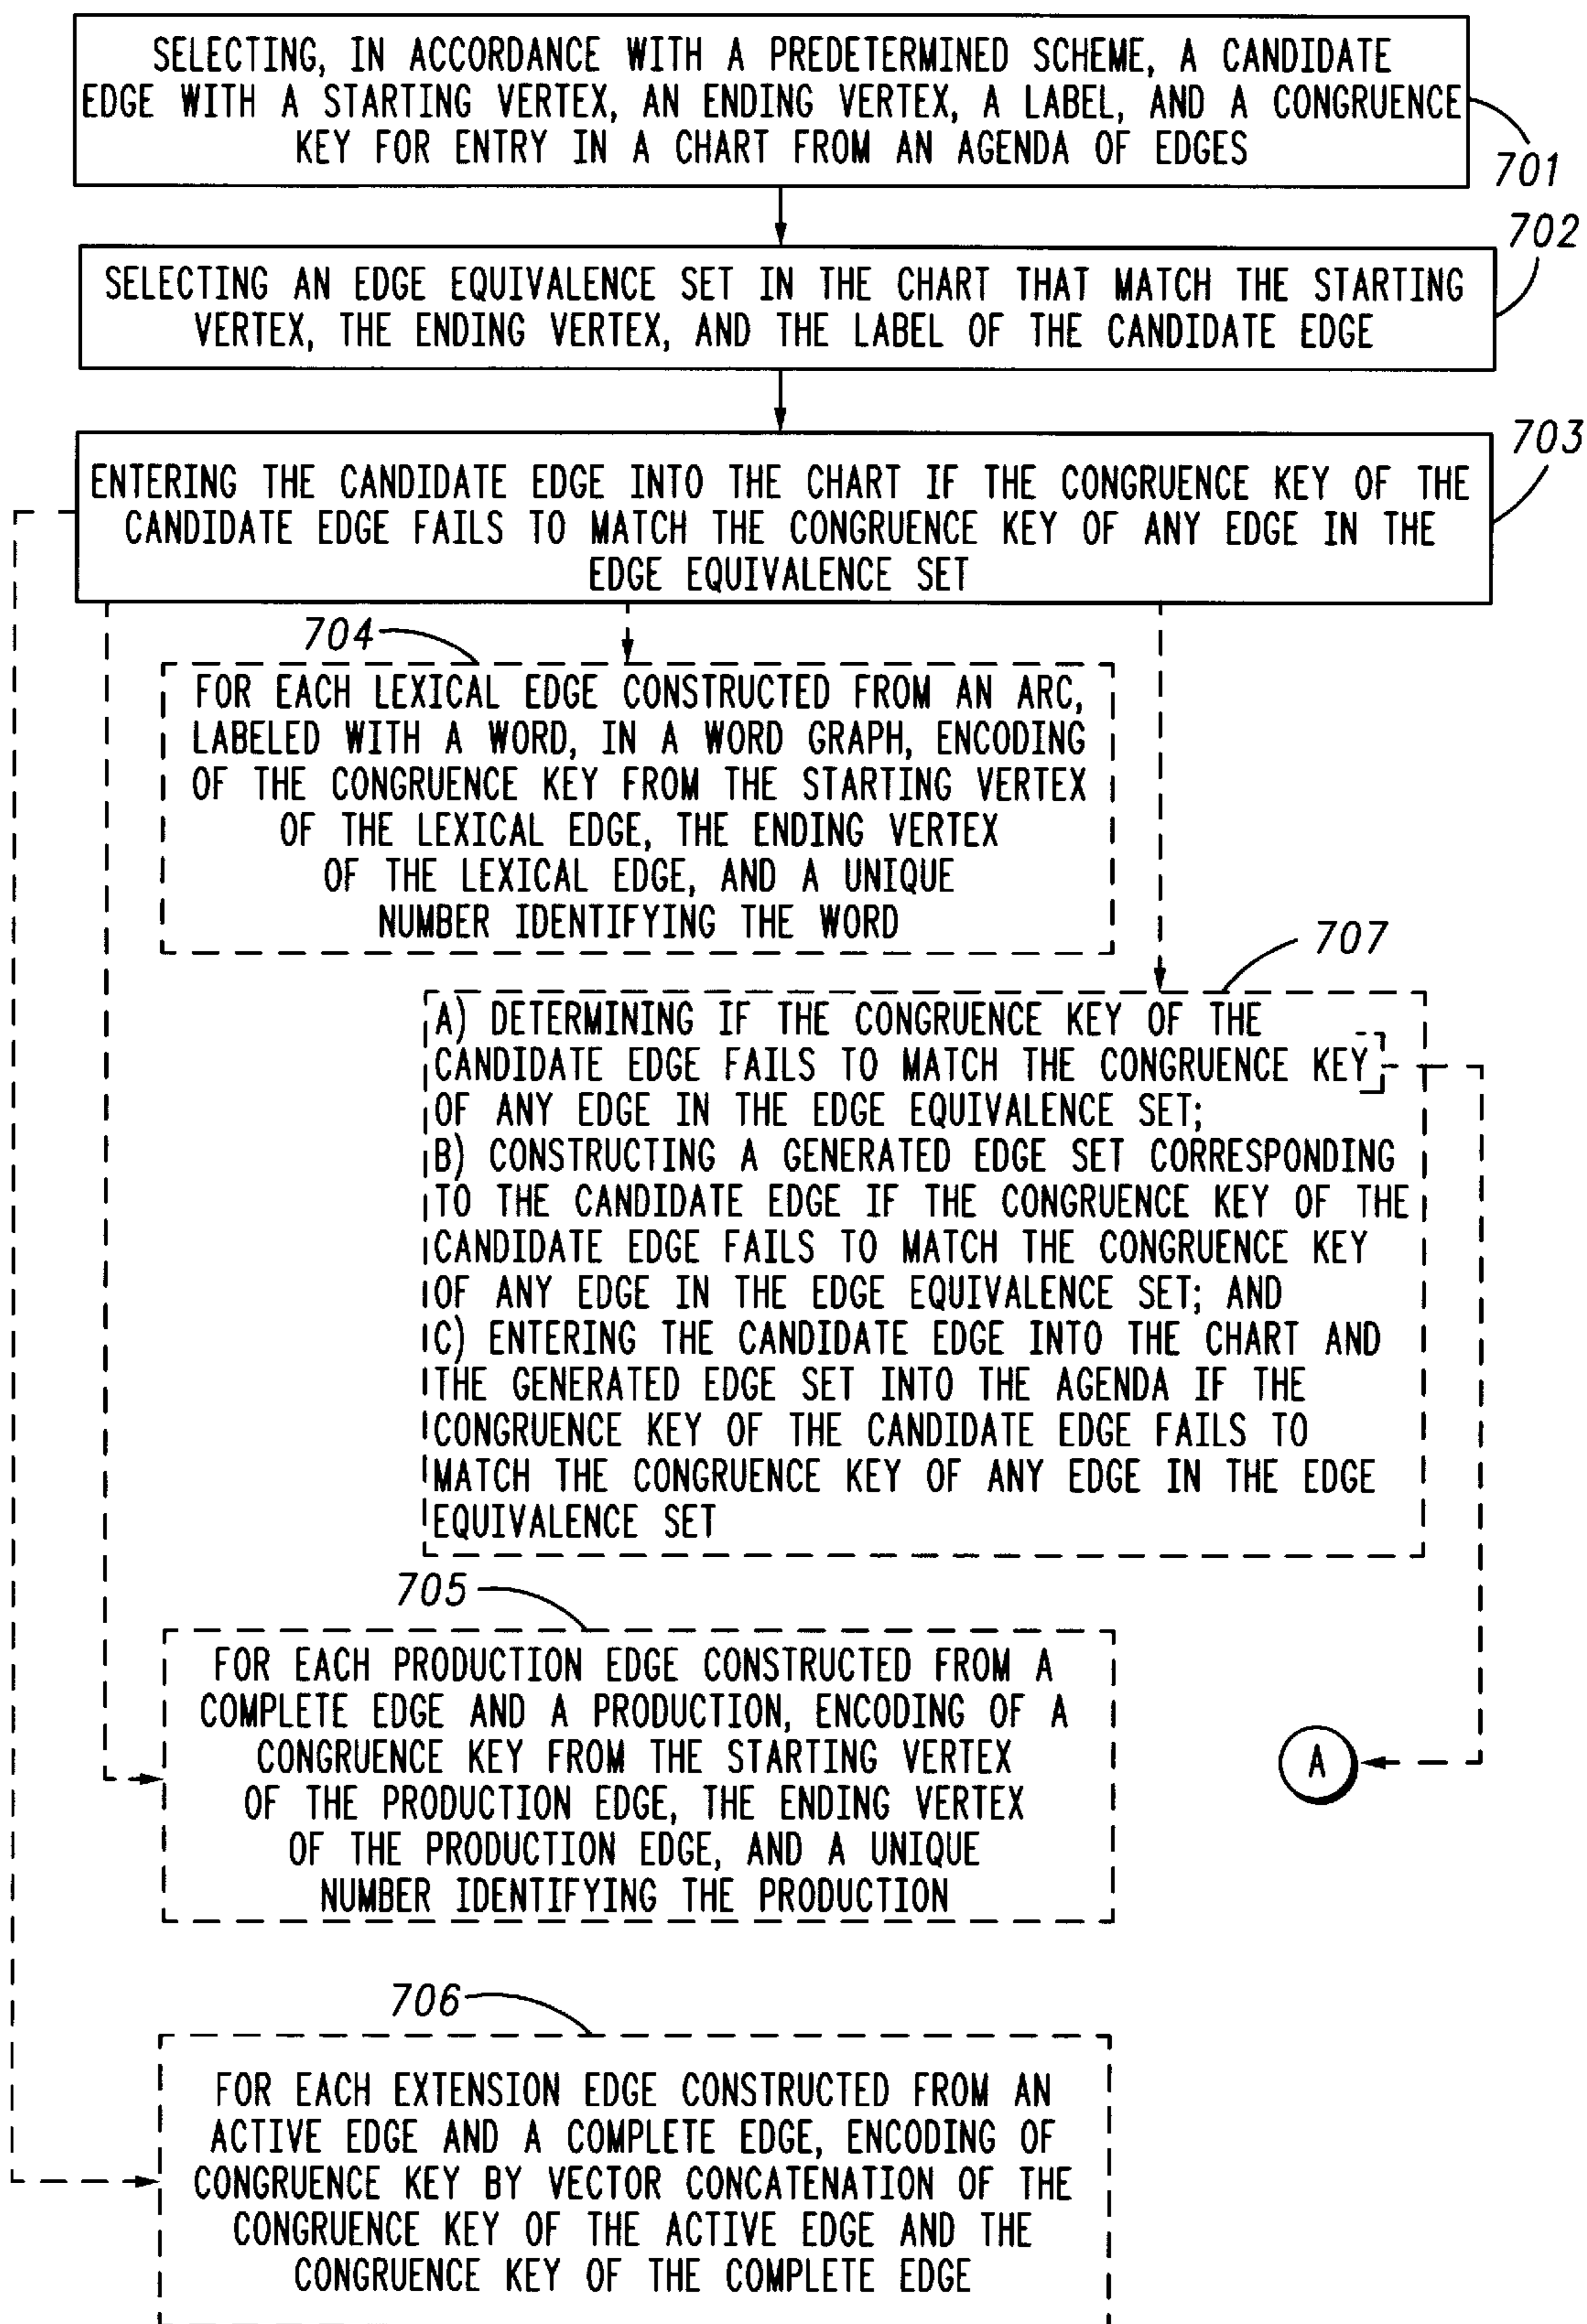 SELECTING, IN ACCORDANCE WITH A PREDETERMINED SCHEME, A CANDIDATE
EDGE WITH A STARTING VERTEX, AN ENDING VERTEX, A LABEL, AND A CONGRUENCE
KEY FOR ENTRY IN A CHART FROM AN AGENDA OF EDGES
701
702
SELECTING AN EDGE EQUIVALENCE SET IN THE CHART THAT MATCH THE STARTING
VERTEX, THE ENDING VERTEX, AND THE LABEL OF THE CANDIDATE EDGE
703
ENTERING THE CANDIDATE EDGE INTO THE CHART IF THE CONGRUENCE KEY OF THE
CANDIDATE EDGE FAILS TO MATCH THE CONGRUENCE KEY OF ANY EDGE IN THE
EDGE EQUIVALENCE SET
704
FOR EACH LEXICAL EDGE CONSTRUCTED FROM AN ARC,
LABELED WITH A WORD, IN A WORD GRAPH, ENCODING
OF THE CONGRUENCE KEY FROM THE STARTING VERTEX
OF THE LEXICAL EDGE, THE ENDING VERTEX
OF THE LEXICAL EDGE, AND A UNIQUE
NUMBER IDENTIFYING THE WORD
707
A) DETERMINING IF THE CONGRUENCE KEY OF THE
CANDIDATE EDGE FAILS TO MATCH THE CONGRUENCE KEY
OF ANY EDGE IN THE EDGE EQUIVALENCE SET;
B) CONSTRUCTING A GENERATED EDGE SET CORRESPONDING
TO THE CANDIDATE EDGE IF THE CONGRUENCE KEY OF THE
CANDIDATE EDGE FAILS TO MATCH THE CONGRUENCE KEY
OF ANY EDGE IN THE EDGE EQUIVALENCE SET; AND
C) ENTERING THE CANDIDATE EDGE INTO THE CHART AND
THE GENERATED EDGE SET INTO THE AGENDA IF THE
CONGRUENCE KEY OF THE CANDIDATE EDGE FAILS TO
MATCH THE CONGRUENCE KEY OF ANY EDGE IN THE EDGE
EQUIVALENCE SET
705
FOR EACH PRODUCTION EDGE CONSTRUCTED FROM A
COMPLETE EDGE AND A PRODUCTION, ENCODING OF A
CONGRUENCE KEY FROM THE STARTING VERTEX
OF THE PRODUCTION EDGE, THE ENDING VERTEX
OF THE PRODUCTION EDGE, AND A UNIQUE
NUMBER IDENTIFYING THE PRODUCTION
A
706
FOR EACH EXTENSION EDGE CONSTRUCTED FROM AN
ACTIVE EDGE AND A COMPLETE EDGE, ENCODING OF
CONGRUENCE KEY BY VECTOR CONCATENATION OF THE
CONGRUENCE KEY OF THE ACTIVE EDGE AND THE
CONGRUENCE KEY OF THE COMPLETE EDGE